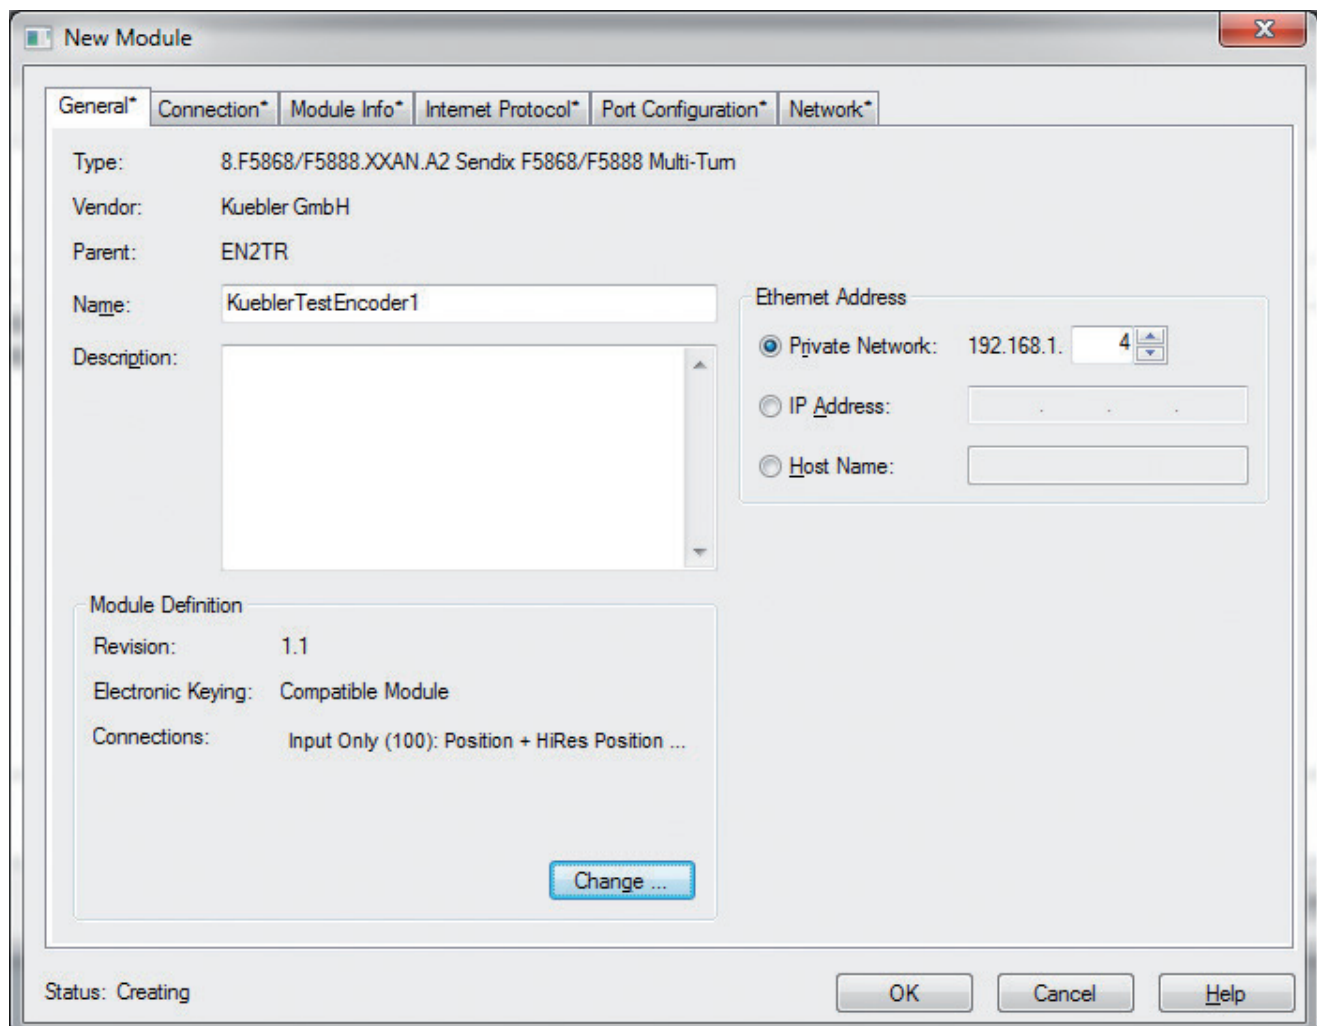 New Module
X
General* Connection* Module Info* Internet Protocol* Port Configuration* Network*
Type: 8.F5868/F5888.XXAN.A2 Sendix F5868/F5888 Multi-Turn
Vendor: Kuebler GmbH
Parent: EN2TR
Name: KueblerTestEncoder1
Description:
Ethernet Address
Private Network: 192.168.1. 4
IP Address: . . .
Host Name:
Module Definition
Revision: 1.1
Electronic Keying: Compatible Module
Connections: Input Only (100): Position + HiRes Position ...
Change ...
Status: Creating OK Cancel Help